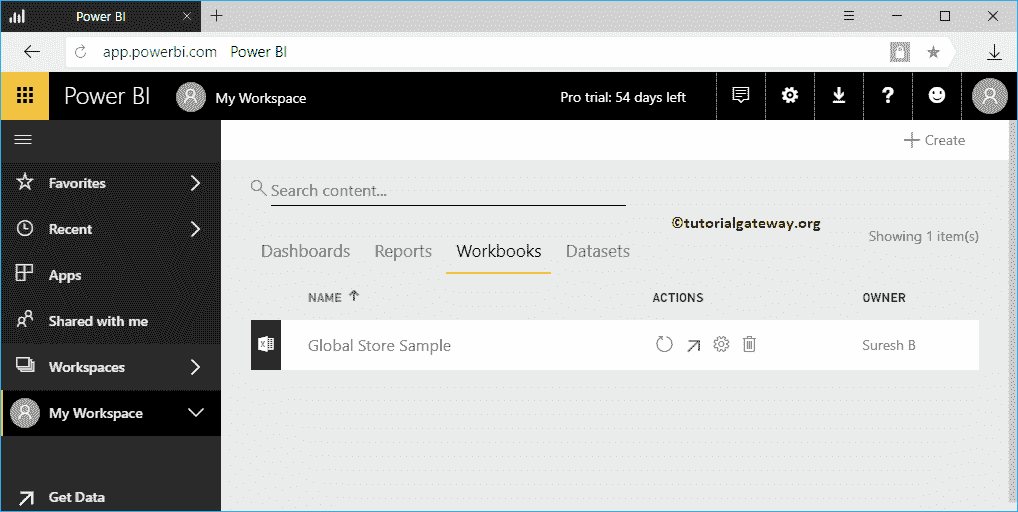 Power BI
app.powerbi.com Power BI
Power BI My Workspace Pro trial: 54 days left ?
Create
Favorites
Recent
Apps
Shared with me
Workspaces
My Workspace
Get Data
Search content...
©tutorialgateway.org
Showing 1 item(s)
Dashboards Reports Workbooks Datasets
NAME ACTIONS OWNER
Global Store Sample Suresh B